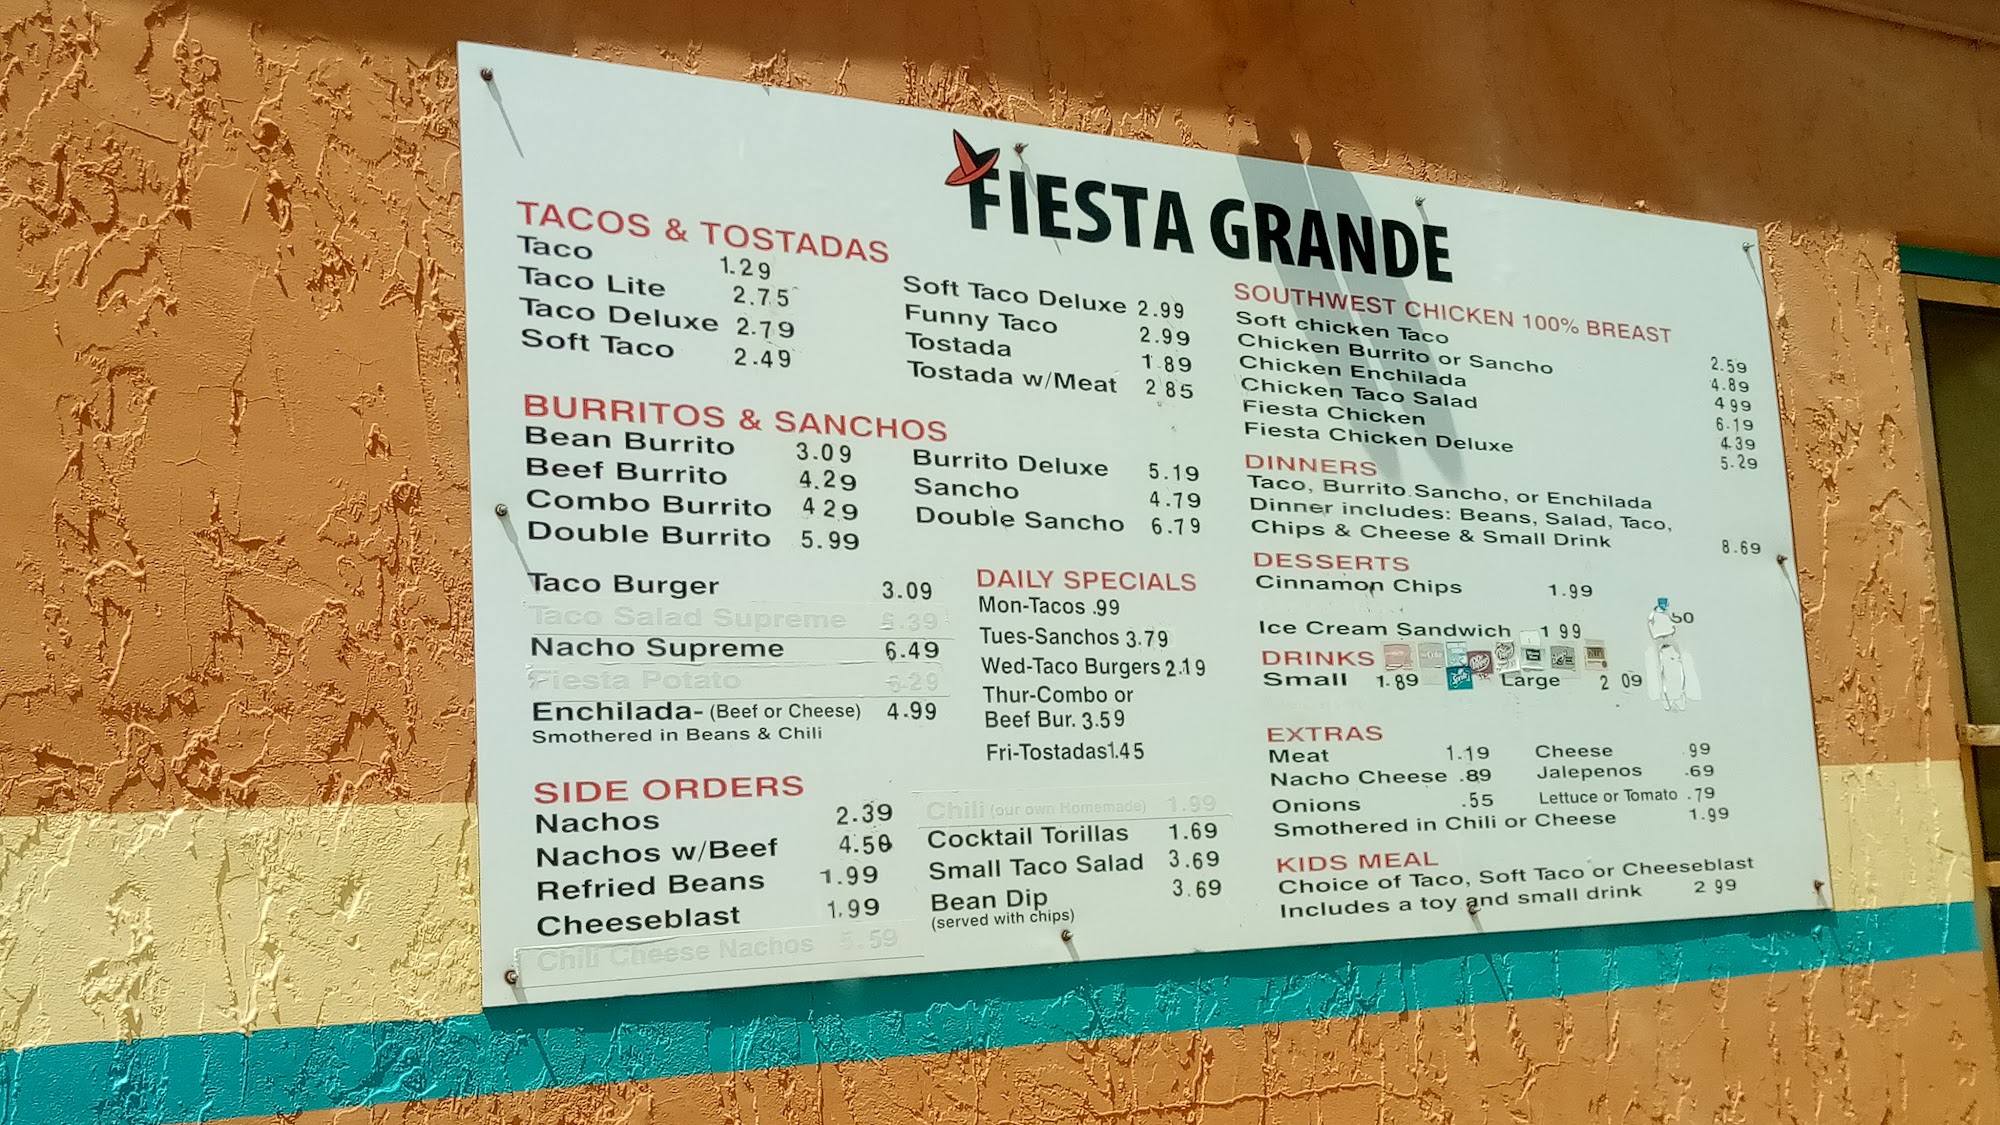 FIESTA GRANDE
TACOS & TOSTADAS
Taco 1.29
Taco Lite 2.75
Taco Deluxe 2.79
Soft Taco 2.49
Soft Taco Deluxe 2.99
Funny Taco 2.99
Tostada 1.89
Tostada w/Meat 2 85
BURRITOS & SANCHOS
Bean Burrito 3.09
Beef Burrito 4.29
Combo Burrito 4 29
Double Burrito 5.99
Burrito Deluxe 5.19
Sancho 4.79
Double Sancho 6.79
Taco Burger 3.09
Taco Salad Supreme 6.39
Nacho Supreme 6.49
Fiesta Potato 5.29
Enchilada- (Beef or Cheese) 4.99
Smothered in Beans & Chili
DAILY SPECIALS
Mon-Tacos .99
Tues-Sanchos 3.79
Wed-Taco Burgers 2.19
Thur-Combo or
Beef Bur. 3.59
Fri-Tostadas 1.45
SIDE ORDERS
Nachos 2.39
Nachos w/Beef 4.50
Refried Beans 1.99
Cheeseblast 1.99
Chili Cheese Nachos 5.59
Chili (our own Homemade) 1.99
Cocktail Torillas 1.69
Small Taco Salad 3.69
Bean Dip 3.69
(served with chips)
SOUTHWEST CHICKEN 100% BREAST
Soft chicken Taco 2.59
Chicken Burrito or Sancho 4.89
Chicken Enchilada 4 99
Chicken Taco Salad 6.19
Fiesta Chicken 4.39
Fiesta Chicken Deluxe 5.29
DINNERS
Taco, Burrito.Sancho, or Enchilada
Dinner includes: Beans, Salad, Taco,
Chips & Cheese & Small Drink 8.69
DESSERTS
Cinnamon Chips 1.99
Ice Cream Sandwich 1 99
DRINKS
Small 1.89 Large 2 09
EXTRAS
Meat 1.19 Cheese .99
Nacho Cheese .89 Jalepenos .69
Onions .55 Lettuce or Tomato .79
Smothered in Chili or Cheese 1.99
KIDS MEAL
Choice of Taco, Soft Taco or Cheeseblast
Includes a toy and small drink 2 99